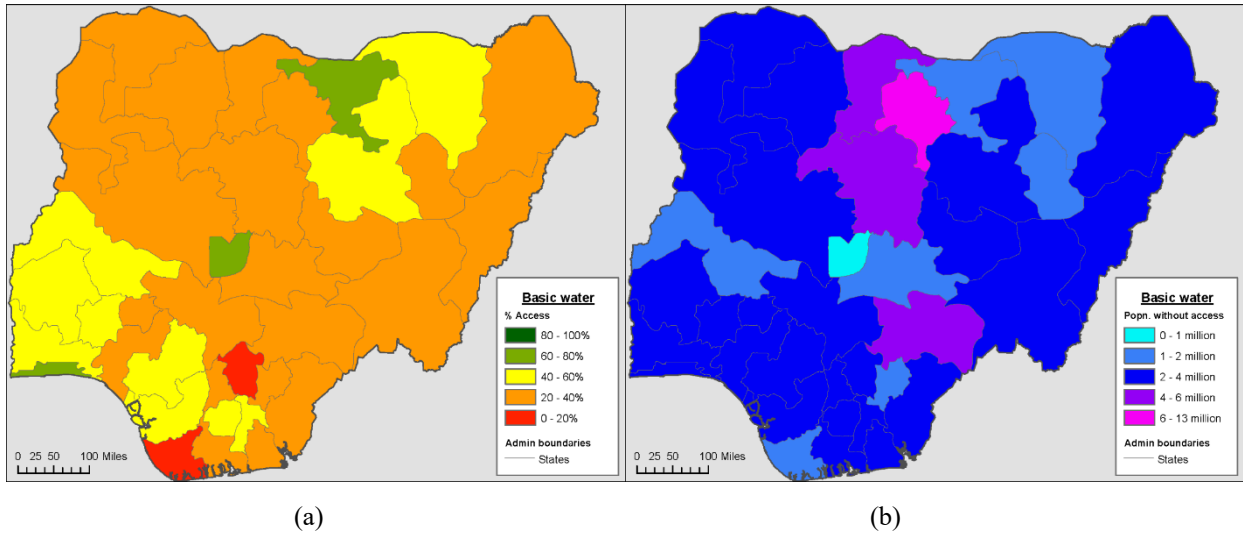 Basic water
% Access
80 - 100%
60 - 80%
40 - 60%
20 - 40%
0 - 20%
Admin boundaries
States
0 25 50 100 Miles
Basic water
Popn. without access
0 - 1 million
1 - 2 million
2 - 4 million
4 - 6 million
6 - 13 million
Admin boundaries
States
0 25 50 100 Miles
(a)
(b)